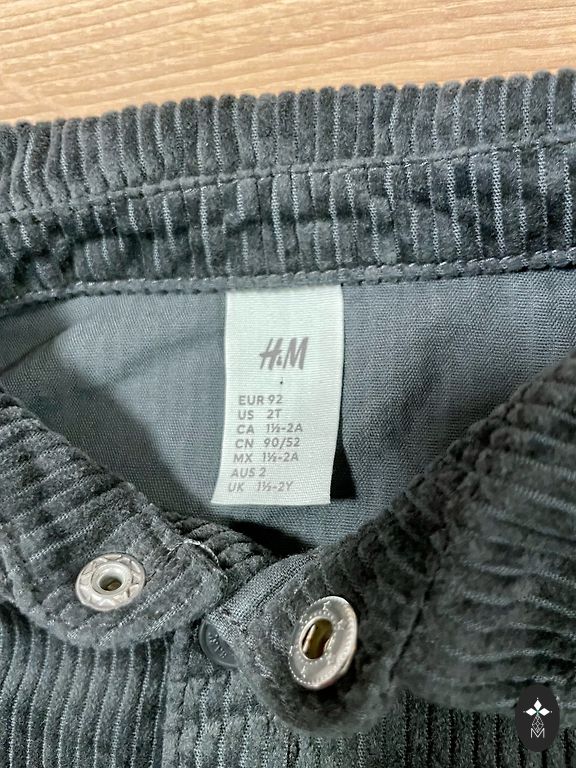 H&M
EUR 92
US 2T
CA 1½-2A
CN 90/52
MX 1½-2A
AUS 2
UK 1½-2Y
M